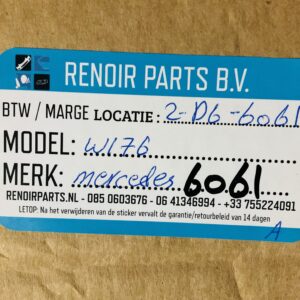 RENOIR PARTS B.V.
BTW / MARGE LOCATIE : 2-D6-6061
MODEL: W176
MERK: mercedes 6061
RENOIRPARTS.NL - 085 0603676 - 06 41346994 - +33 755224091
LETOP: Na het verwijderen van de sticker vervalt de garantie/retourbeleid van 14 dagen
A